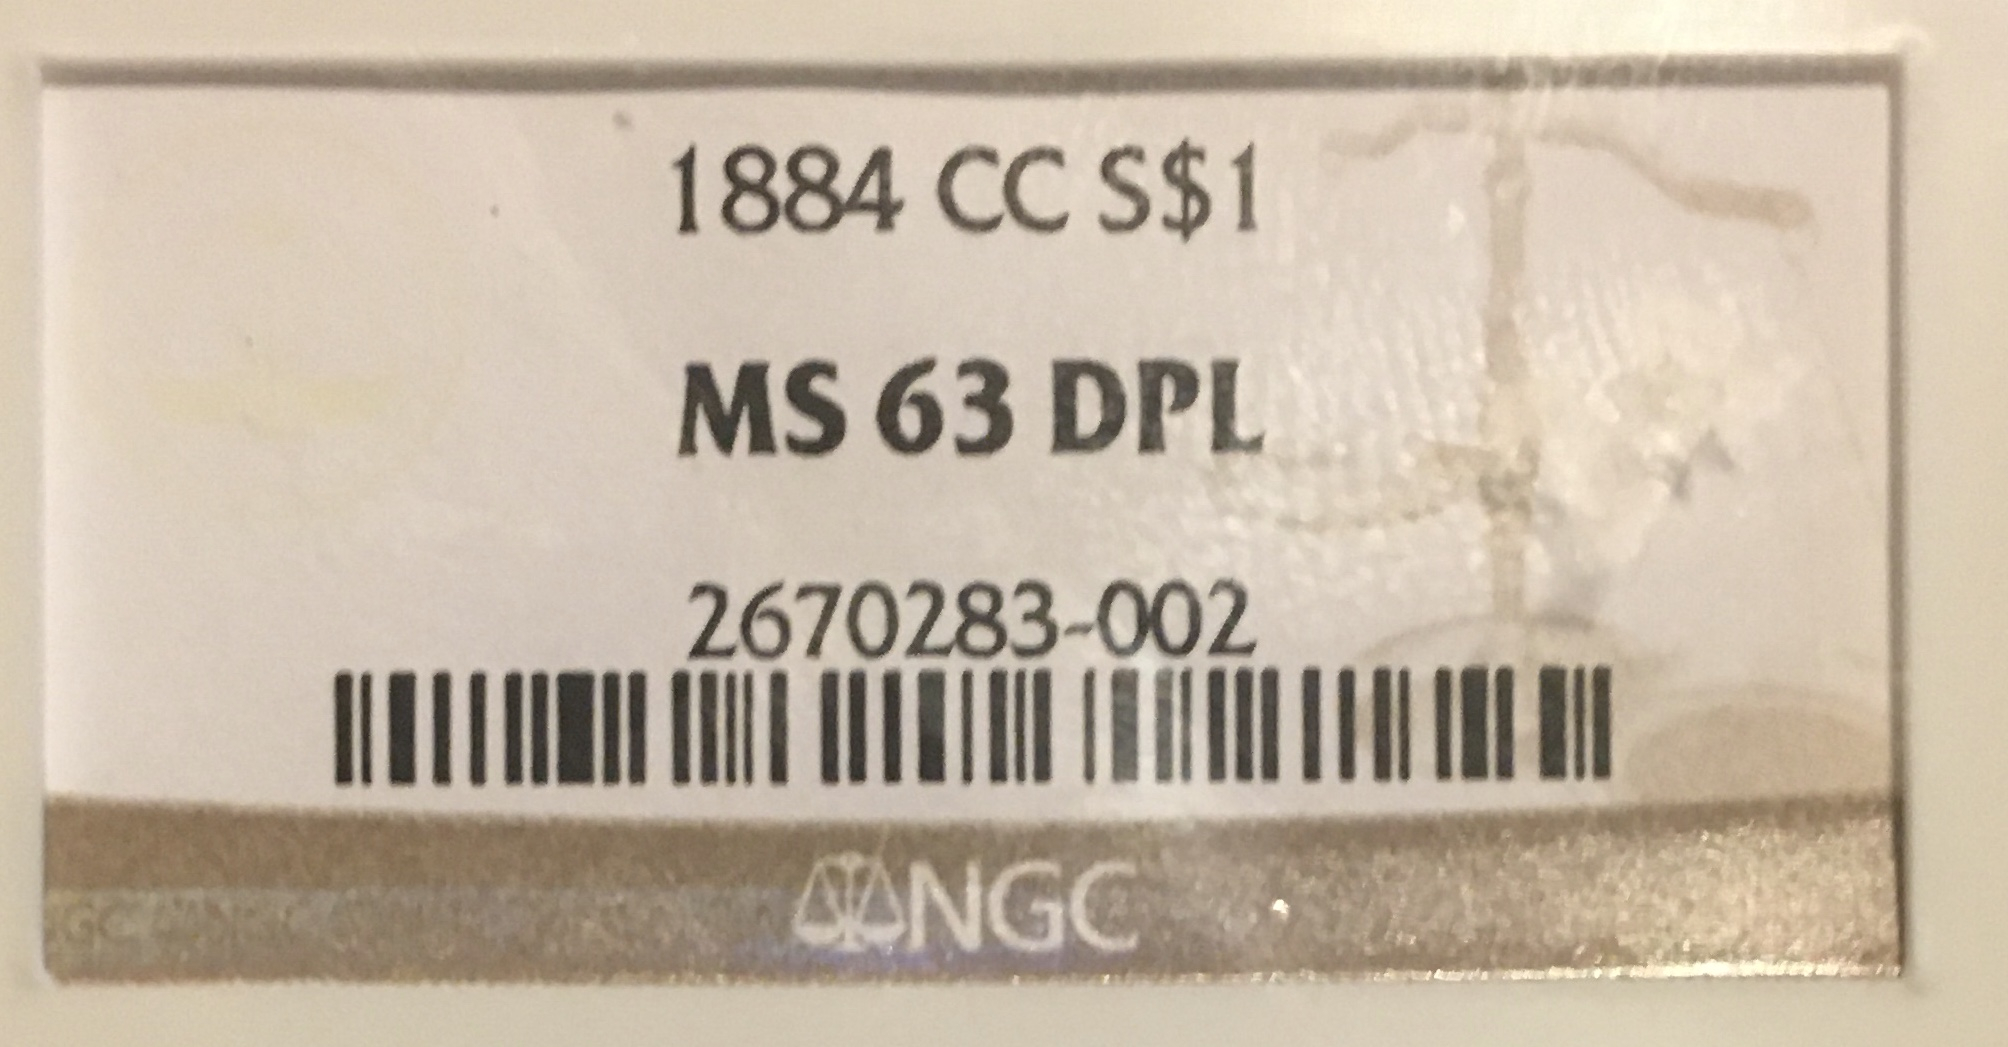 1884 CC S$1
MS 63 DPL
2670283-002
NGC